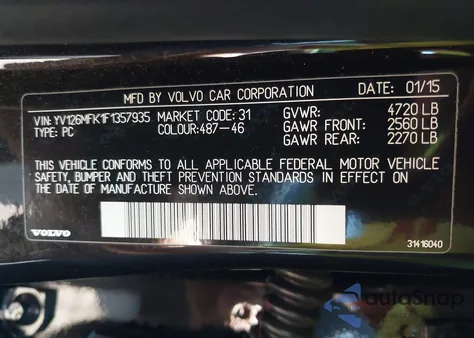 MFD BY VOLVO CAR CORPORATION DATE: 01/15
VIN: YV126MFK1F1357935 MARKET CODE: 31 GVWR: 4720 LB
TYPE: PC COLOUR:487-46 GAWR FRONT: 2560 LB
GAWR REAR: 2270 LB
THIS VEHICLE CONFORMS TO ALL APPLICABLE FEDERAL MOTOR VEHICLE
SAFETY, BUMPER AND THEFT PREVENTION STANDARDS IN EFFECT ON
THE DATE OF MANUFACTURE SHOWN ABOVE.
VOLVO 31416040
autoSnap